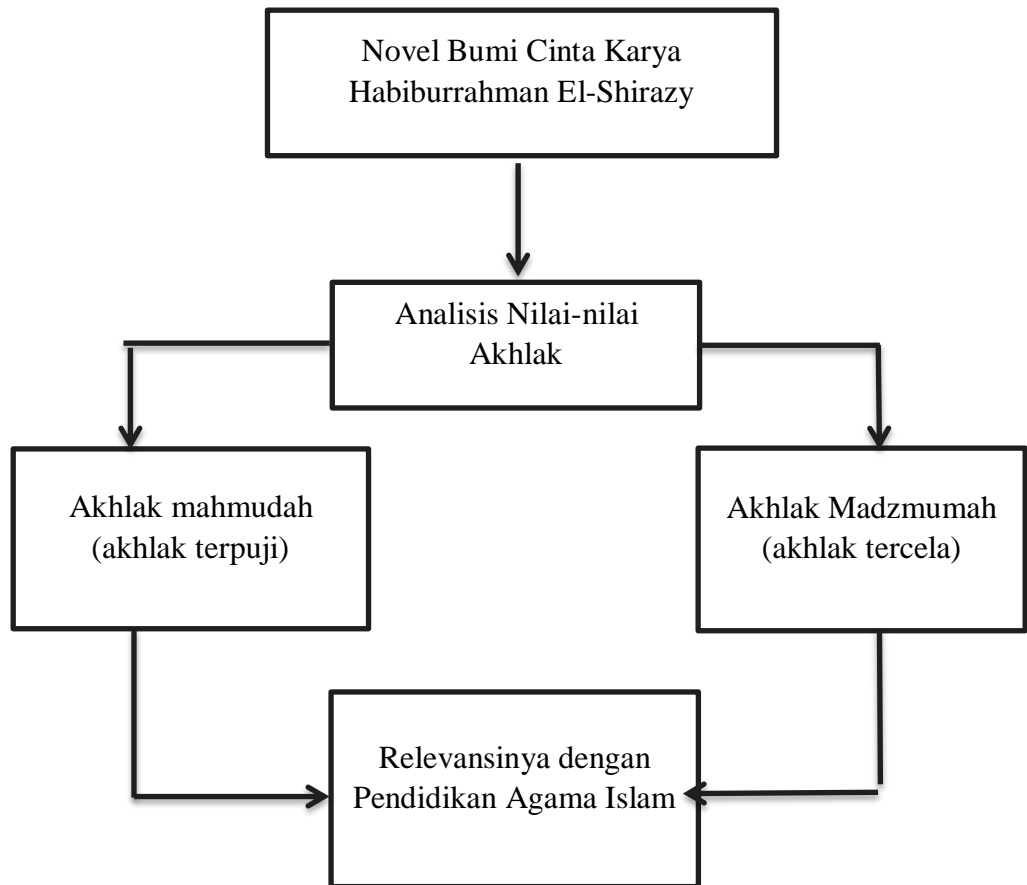 Novel Bumi Cinta Karya
Habiburrahman El-Shirazy
Analisis Nilai-nilai
Akhlak
Akhlak mahmudah
(akhlak terpuji)
Akhlak Madzmumah
(akhlak tercela)
Relevansinya dengan
Pendidikan Agama Islam